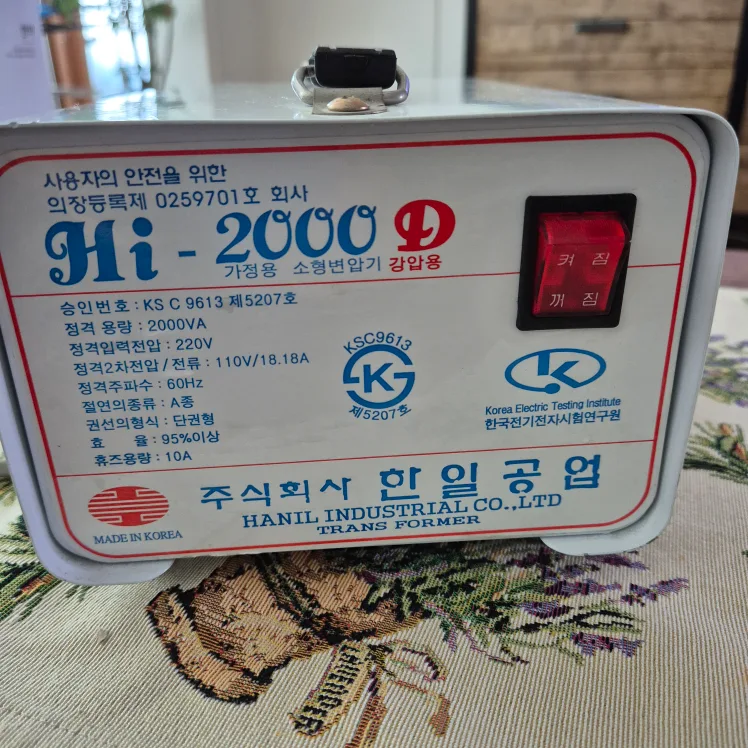 사용자의 안전을 위한
의장등록제 0259701호 회사
Hi - 2000 D
가정용 소형변압기 강압용
켜 짐
꺼 짐
승인번호 : KS C 9613 제5207호
정격 용량 : 2000VA
정격입력전압 : 220V
정격2차전압 / 전류 : 110V/18.18A
정격주파수 : 60Hz
절연의종류 : A종
권선의형식 : 단권형
효 율 : 95%이상
휴즈용량 : 10A
KSC9613
K
제5207호
K
Korea Electric Testing Institute
한국전기전자시험연구원
주식회사 한일공업
HANIL INDUSTRIAL CO.,LTD
TRANS FORMER
MADE IN KOREA